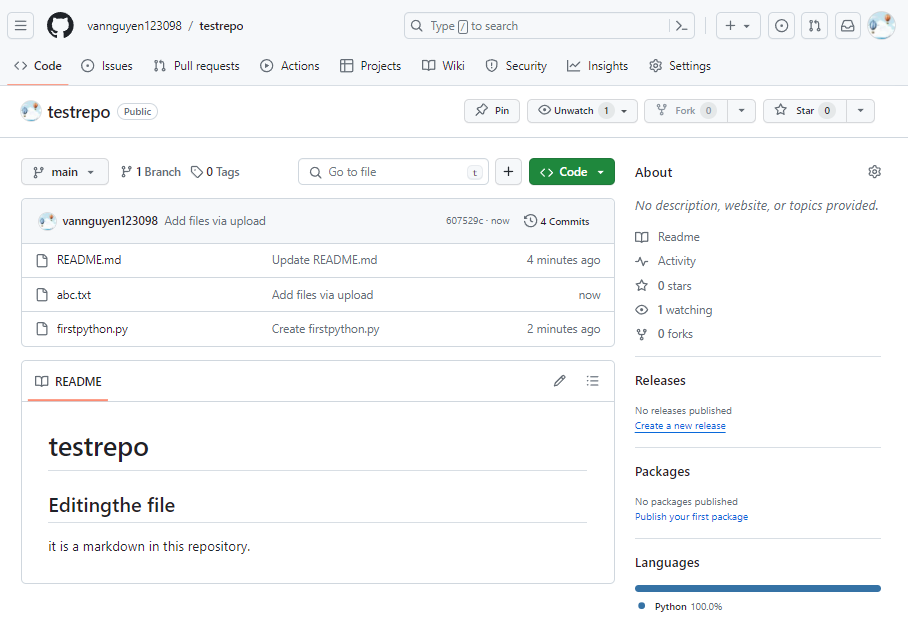 vannguyen123098 / testrepo
Type / to search
Code Issues Pull requests Actions Projects Wiki Security Insights Settings
testrepo Public
Pin Unwatch 1 Fork 0 Star 0
main 1 Branch 0 Tags Go to file t + Code
vannguyen123098 Add files via upload 607529c · now 4 Commits
README.md Update README.md 4 minutes ago
abc.txt Add files via upload now
firstpython.py Create firstpython.py 2 minutes ago
README
testrepo
Editingthe file
it is a markdown in this repository.
About
No description, website, or topics provided.
Readme
Activity
0 stars
1 watching
0 forks
Releases
No releases published
Create a new release
Packages
No packages published
Publish your first package
Languages
Python 100.0%